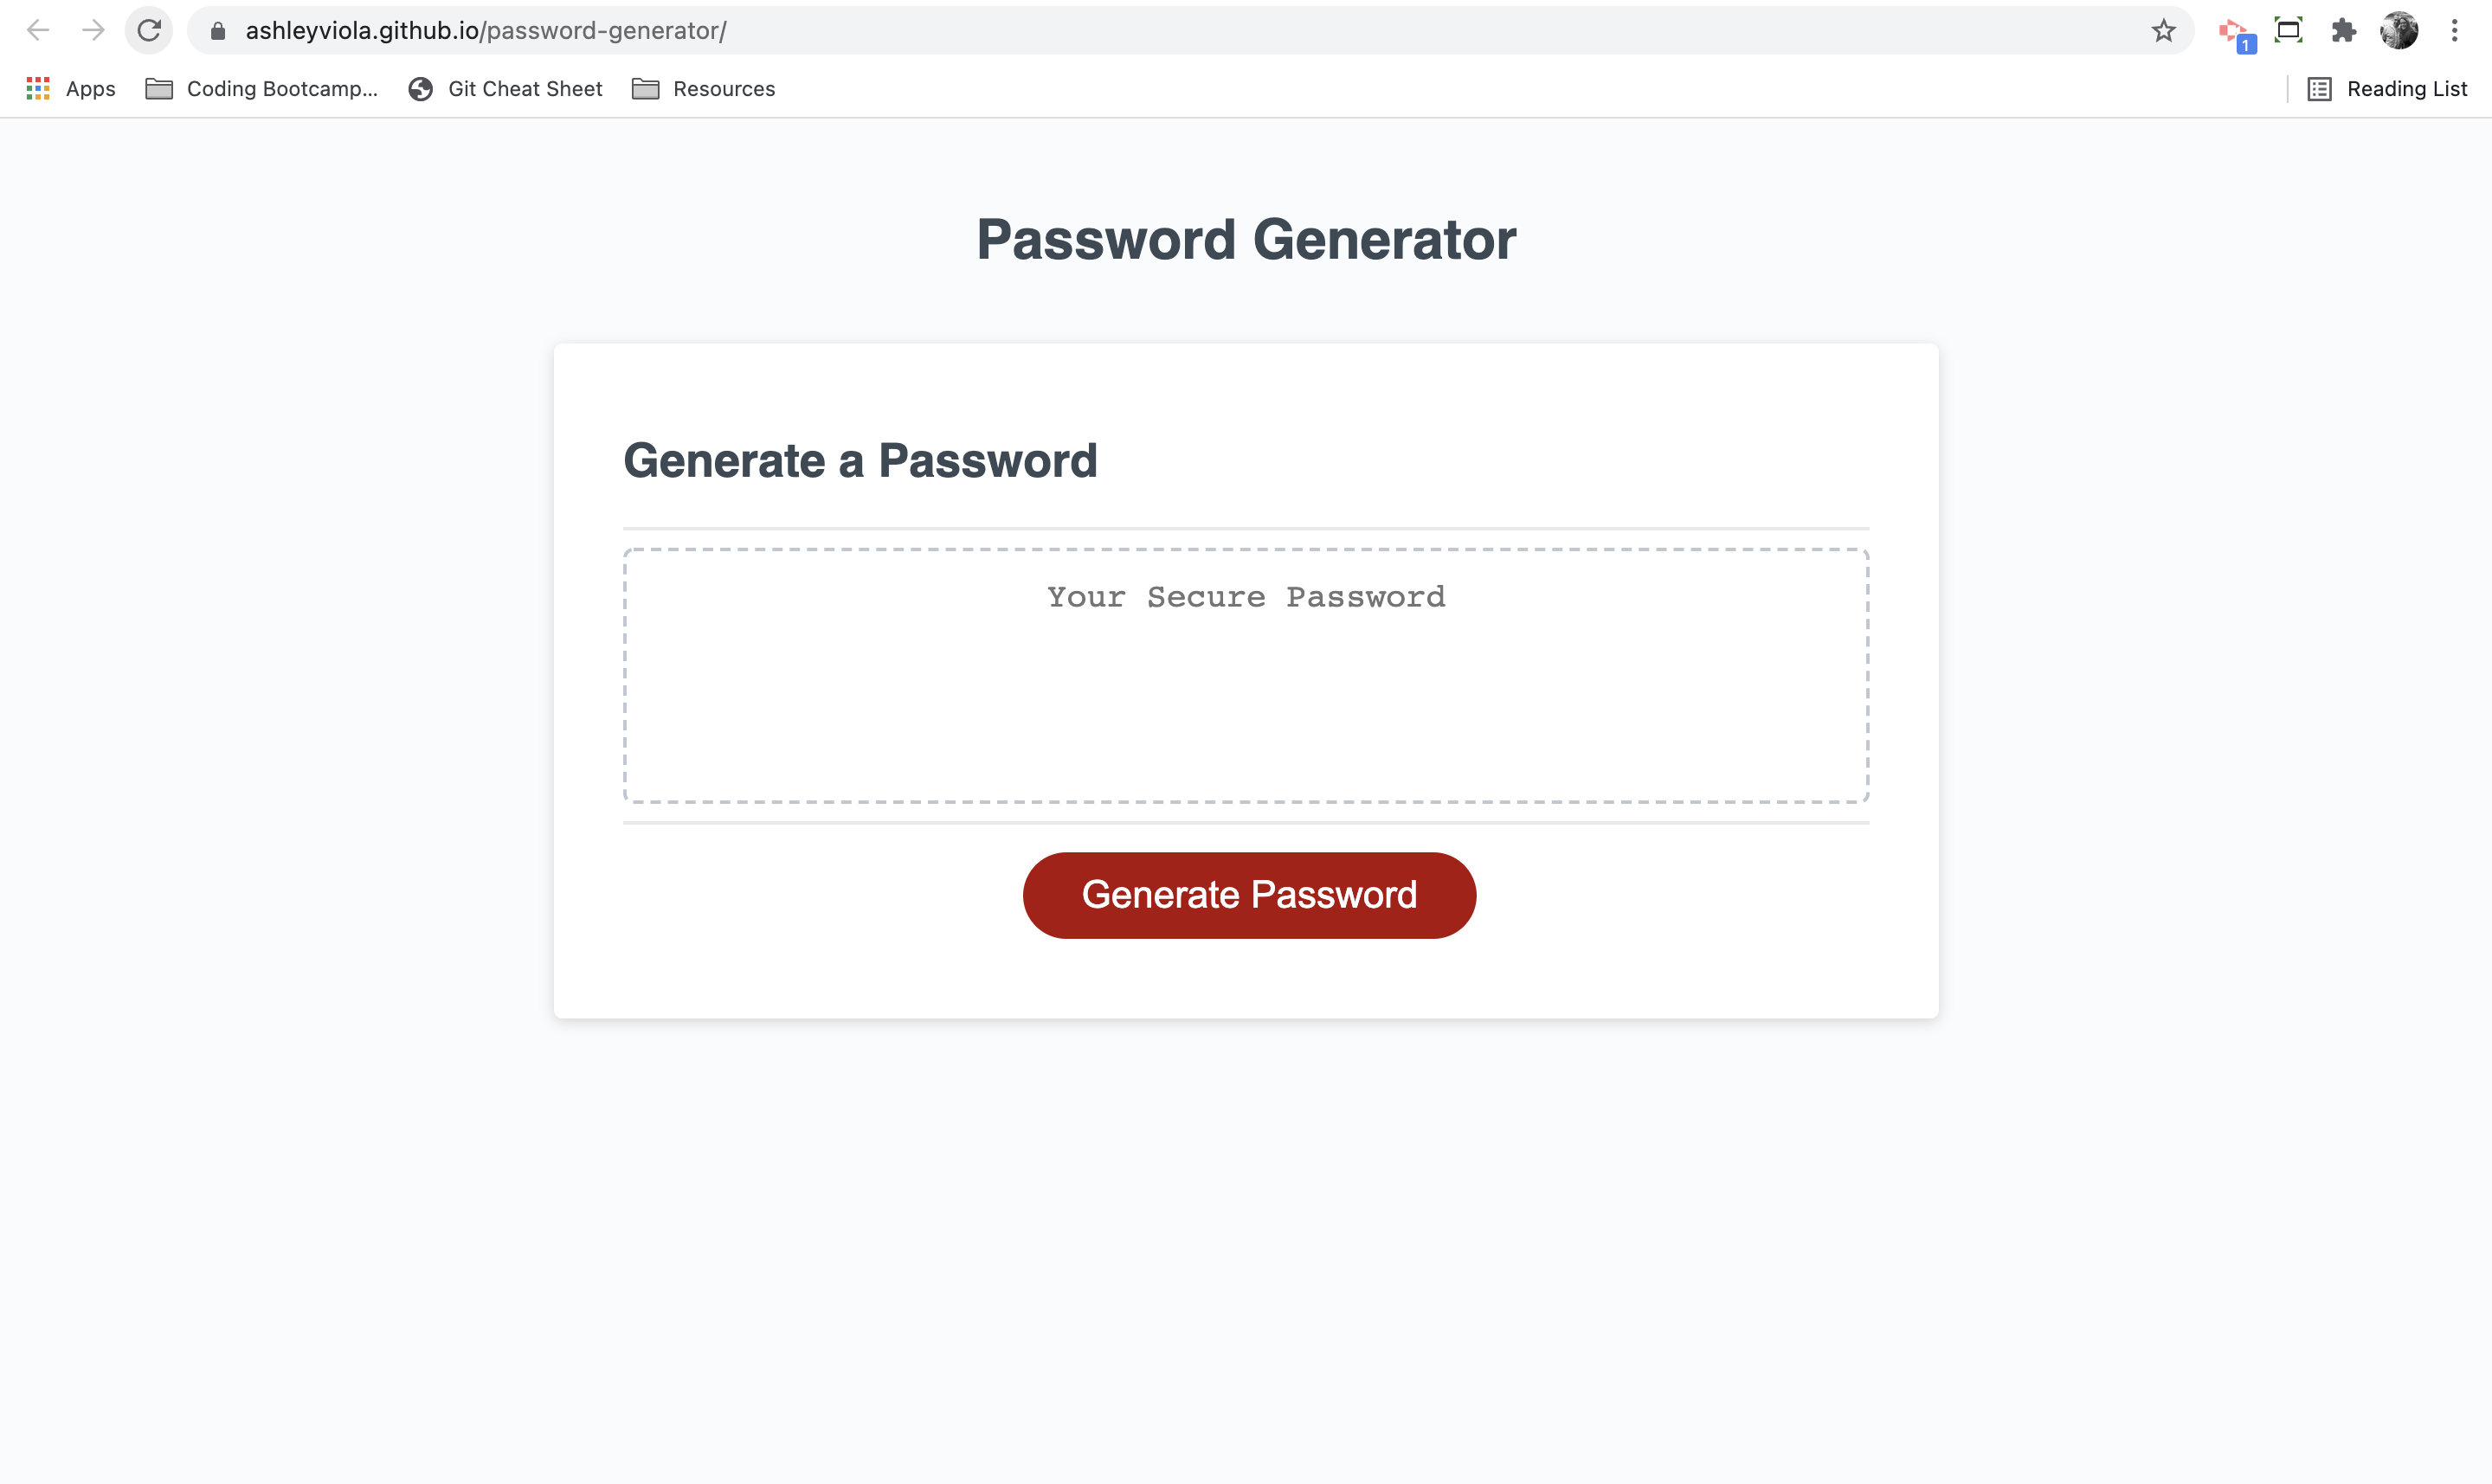 ashleyviola.github.io/password-generator/
1
Apps
Coding Bootcamp...
Git Cheat Sheet
Resources
Reading List
Password Generator
Generate a Password
Your Secure Password
Generate Password